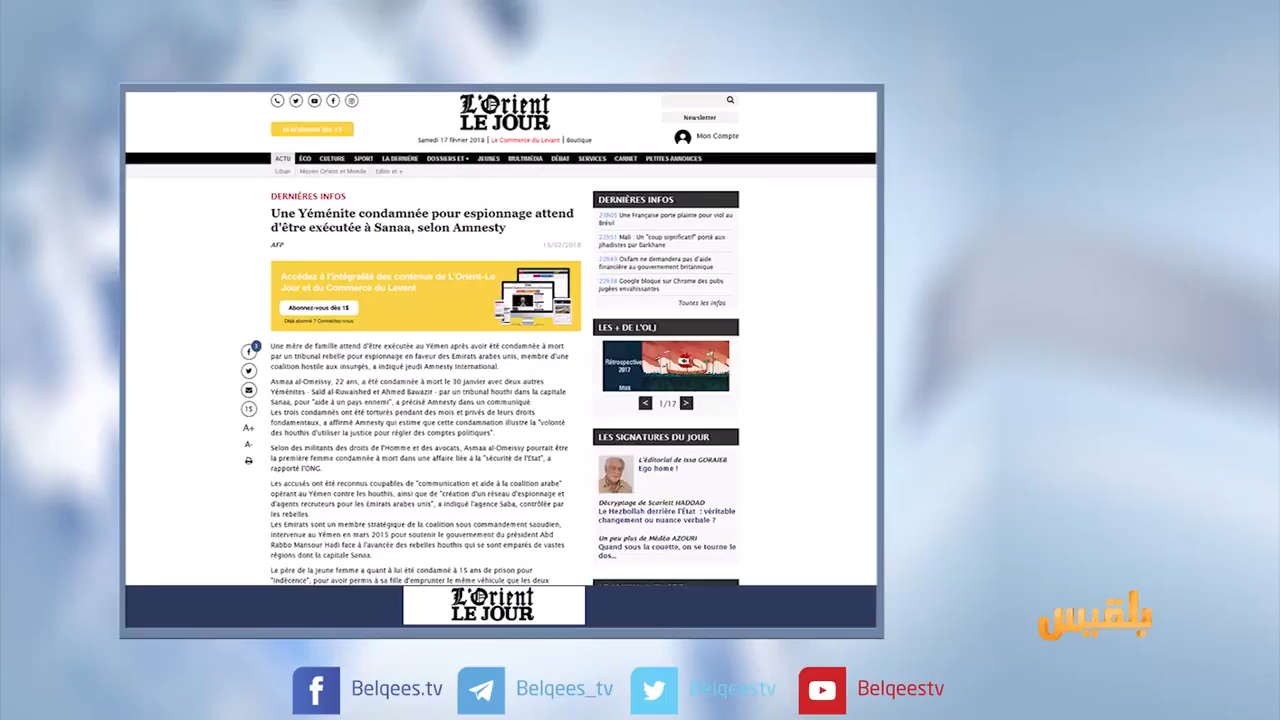 L'Orient
LE JOUR
Newsletter
Mon Compte
Samedi 17 février 2018 | Le Commerce du Levant | Boutique
ACTU ÉCO CULTURE SPORT LA DERNIÈRE DOSSIERS ET + JEUNES MULTIMÉDIA DÉBAT SERVICES CARNET PETITES ANNONCES
Liban Moyen Orient et Monde Edito et +
DERNIÈRES INFOS
Une Yéménite condamnée pour espionnage attend
d'être exécutée à Sanaa, selon Amnesty
AFP 15/02/2018
Accédez à l'intégralité des contenus de L'Orient-Le
Jour et du Commerce du Levant
Abonnez-vous dès 1$
Déjà abonné ? Connectez-vous
3
15
A+
A-
Une mère de famille attend d'être exécutée au Yémen après avoir été condamnée à mort
par un tribunal rebelle pour espionnage en faveur des Emirats arabes unis, membre d'une
coalition hostile aux insurgés, a indiqué jeudi Amnesty International.
Asmaa al-Omeissy, 22 ans, a été condamnée à mort le 30 janvier avec deux autres
Yéménites - Saïd al-Ruwaished et Ahmed Bawazir - par un tribunal houthi dans la capitale
Sanaa, pour "aide à un pays ennemi", a précisé Amnesty dans un communiqué.
Les trois condamnés ont été torturés pendant des mois et privés de leurs droits
fondamentaux, a affirmé Amnesty qui estime que cette condamnation illustre la "volonté
des houthis d'utiliser la justice pour régler des comptes politiques".
Selon des militants des droits de l'Homme et des avocats, Asmaa al-Omeissy pourrait être
la première femme condamnée à mort dans une affaire liée à la "sécurité de l'Etat", a
rapporté l'ONG.
Les accusés ont été reconnus coupables de "communication et aide à la coalition arabe"
opérant au Yémen contre les houthis, ainsi que de "création d'un réseau d'espionnage et
d'agents recruteurs pour les Emirats arabes unis", a indiqué l'agence Saba, contrôlée par
les rebelles.
Les Emirats sont un membre stratégique de la coalition sous commandement saoudien,
intervenue au Yémen en mars 2015 pour soutenir le gouvernement du président Abd
Rabbo Mansour Hadi face à l'avancée des rebelles houthis qui se sont emparés de vastes
régions dont la capitale Sanaa.
Le père de la jeune femme a quant à lui été condamné à 15 ans de prison pour
"indécence", pour avoir permis à sa fille d'emprunter le même véhicule que les deux
DERNIÈRES INFOS
23h05 Une Française porte plainte pour viol au
Brésil
22h51 Mali : Un "coup significatif" porté aux
jihadistes par Barkhane
22h49 Oxfam ne demandera pas d'aide
financière au gouvernement britannique
22h38 Google bloque sur Chrome des pubs
jugées envahissantes
Toutes les infos
LES + DE L'OLJ
Rétrospective
2017
< 1/17 >
LES SIGNATURES DU JOUR
L'éditorial de Issa GORAIEB
Ego home !
Décryptage de Scarlett HADDAD
Le Hezbollah derrière l'État : véritable
changement ou nuance verbale ?
Un peu plus de Médéa AZOURI
Quand sous la couette, on se tourne le
dos...
L'Orient
LE JOUR
بلقيس
Belqees.tv Belqees_tv Belqeestv Belqeestv